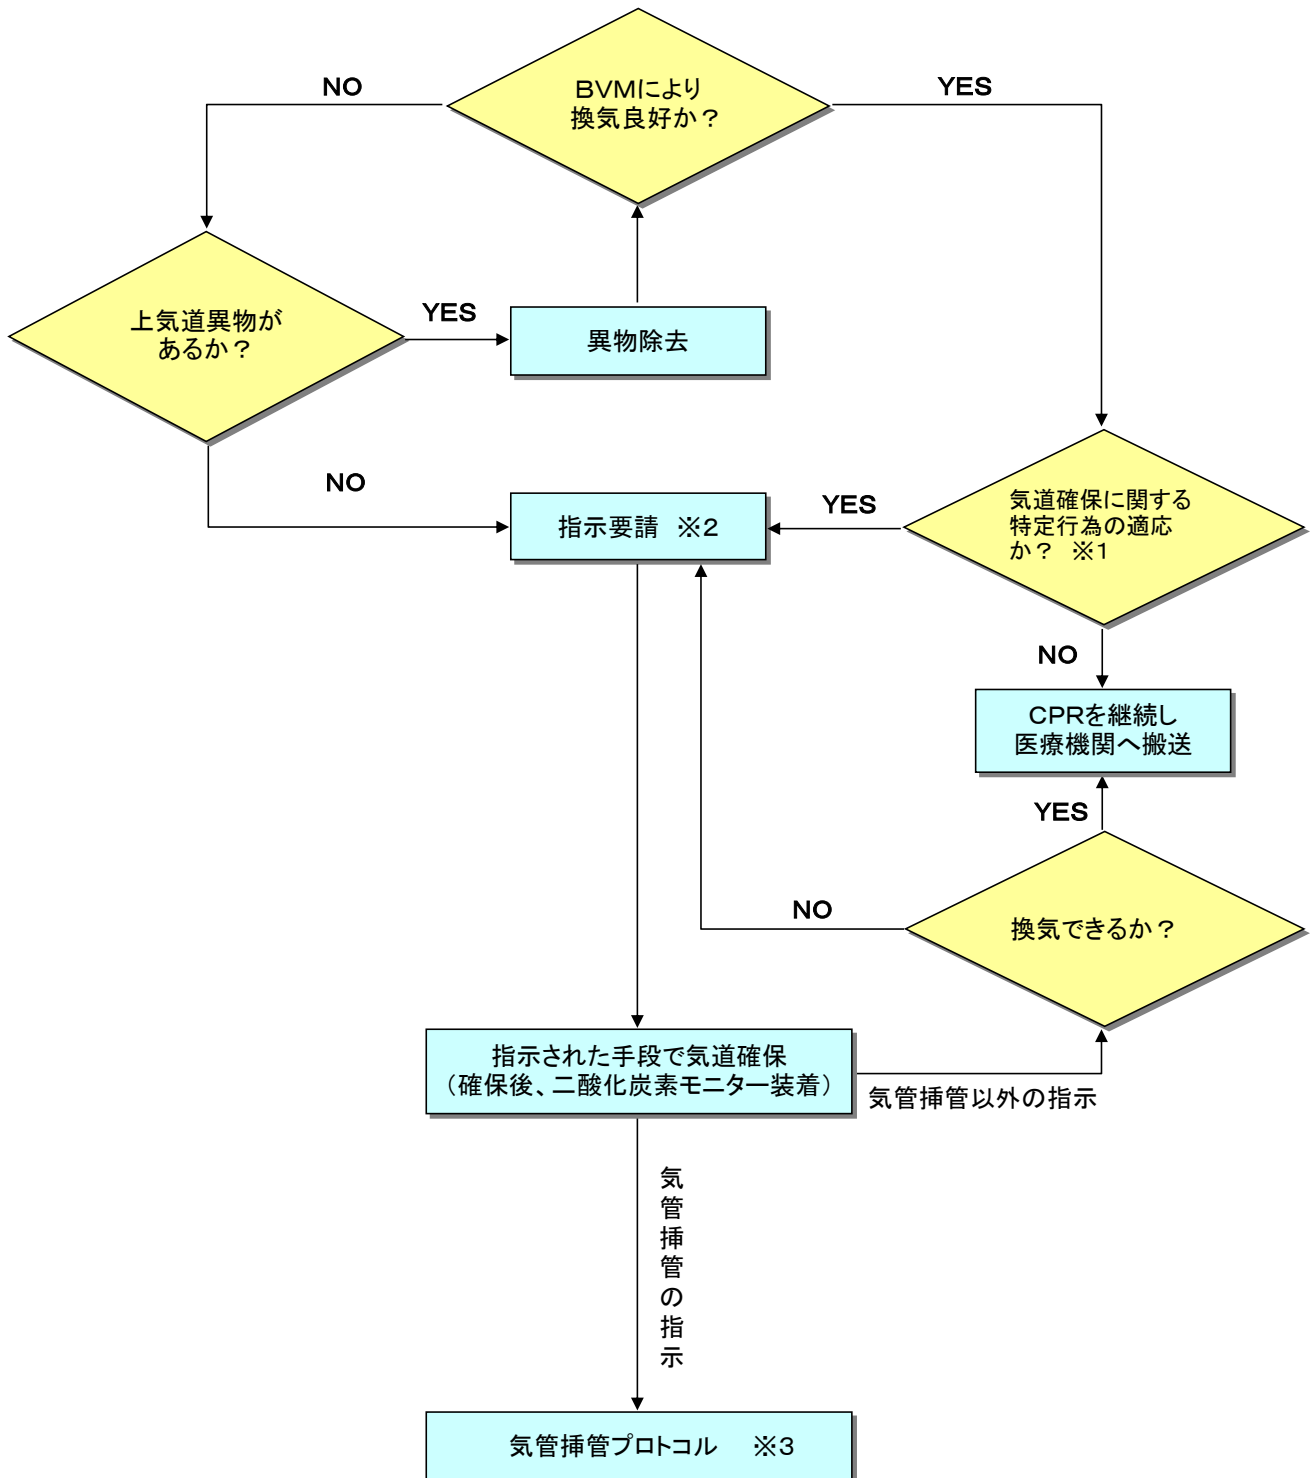 NO
BVMにより
換気良好か？
YES
上気道異物が
あるか？
YES
異物除去
NO
指示要請 ※2
YES
気道確保に関する
特定行為の適応
か？ ※1
NO
CPRを継続し
医療機関へ搬送
YES
NO
換気できるか？
指示された手段で気道確保
（確保後、二酸化炭素モニター装着）
気管挿管以外の指示
気管挿管の指示
気管挿管プロトコル ※3